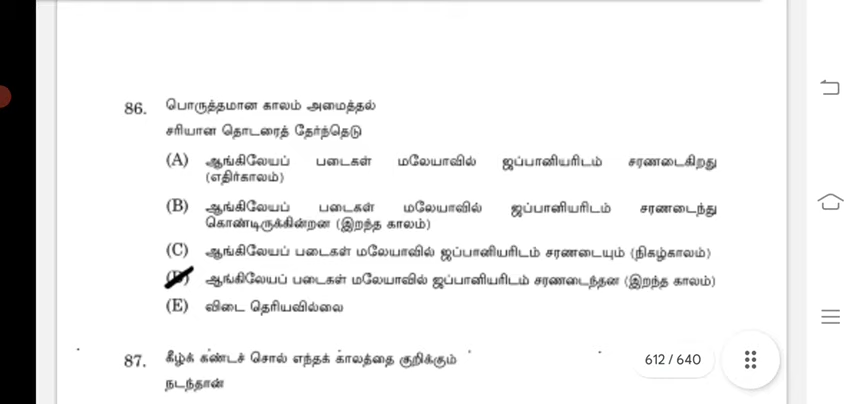 86. பொருத்தமான காலம் அமைத்தல்
சரியான தொடரைத் தேர்ந்தெடு
(A) ஆங்கிலேயப் படைகள் மலேயாவில் ஜப்பானியரிடம் சரணடைகிறது
(எதிர்காலம்)
(B) ஆங்கிலேயப் படைகள் மலேயாவில் ஜப்பானியரிடம் சரணடைந்து
கொண்டிருக்கின்றன (இறந்த காலம்)
(C) ஆங்கிலேயப் படைகள் மலேயாவில் ஜப்பானியரிடம் சரணடையும் (நிகழ்காலம்)
(D) ஆங்கிலேயப் படைகள் மலேயாவில் ஜப்பானியரிடம் சரணடைந்தன (இறந்த காலம்)
(E) விடை தெரியவில்லை
87. கீழ்க் கண்டச் சொல் எந்தக் காலத்தை குறிக்கும்
612 / 640
நடந்தான்